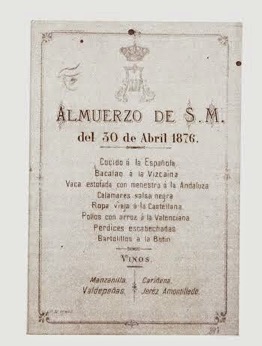 ALMUERZO DE S. M.
del 30 de Abril 1876.
Cocido á la Española
Bacalao á la Vizcaina
Vaca estofada con menestra á la Andaluza
Calamares salsa negra
Ropa vieja á la Castellana
Pollos con arroz á la Valenciana
Perdices escabechadas
Bartolillos a la Botin
VINOS.
Manzanilla. Cariñena.
Valdepeñas. Jeréz Amontillado.